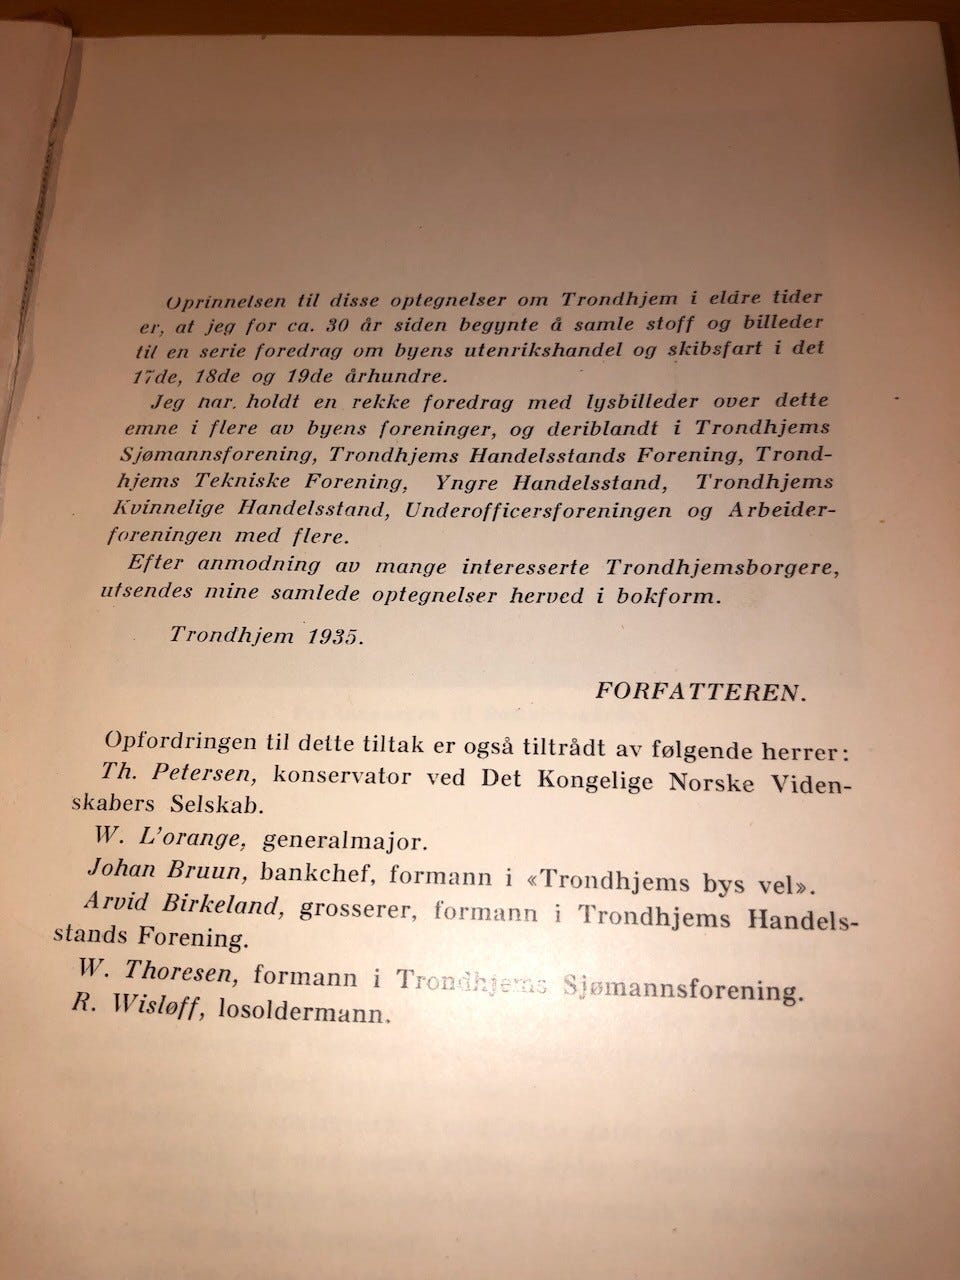 Oprinnelsen til disse optegnelser om Trondhjem i eldre tider
er, at jeg for ca. 30 år siden begynte å samle stoff og billeder
til en serie foredrag om byens utenrikshandel og skibsfart i det
17de, 18de og 19de århundre.
Jeg har holdt en rekke foredrag med lysbilleder over dette
emne i flere av byens foreninger, og deriblandt i Trondhjems
Sjømannsforening, Trondhjems Handelsstands Forening, Trond-
hjems Tekniske Forening, Yngre Handelsstand, Trondhjems
Kvinnelige Handelsstand, Underofficersforeningen og Arbeider-
foreningen med flere.
Efter anmodning av mange interesserte Trondhjemsborgere,
utsendes mine samlede optegnelser herved i bokform.
Trondhjem 1935.
FORFATTEREN.
Opfordringen til dette tiltak er også tiltrådt av følgende herrer:
Th. Petersen, konservator ved Det Kongelige Norske Viden-
skabers Selskab.
W. L'orange, generalmajor.
Johan Bruun, bankchef, formann i «Trondhjems bys vel».
Arvid Birkeland, grosserer, formann i Trondhjems Handels-
stands Forening.
W. Thoresen, formann i Trondhjems Sjømannsforening.
R. Wisløff, losoldermann.